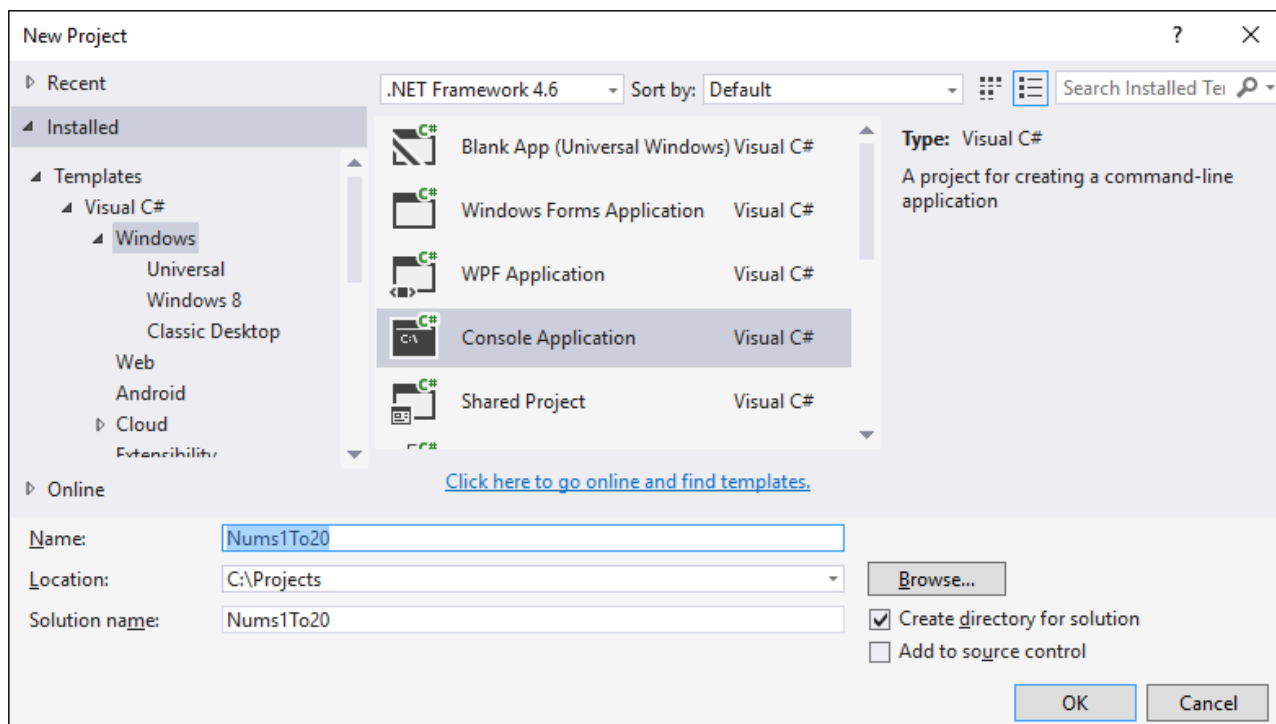 New Project
?
Recent
.NET Framework 4.6 Sort by: Default Search Installed Te
Installed
Templates
Visual C#
Windows
Universal
Windows 8
Classic Desktop
Web
Android
Cloud
Extensibility
Online
C# Blank App (Universal Windows) Visual C#
C# Windows Forms Application Visual C#
C# WPF Application Visual C#
C# C:\ Console Application Visual C#
C# Shared Project Visual C#
C#
Click here to go online and find templates.
Type: Visual C#
A project for creating a command-line
application
Name: Nums1To20
Location: C:\Projects Browse...
Solution name: Nums1To20
Create directory for solution
Add to source control
OK Cancel